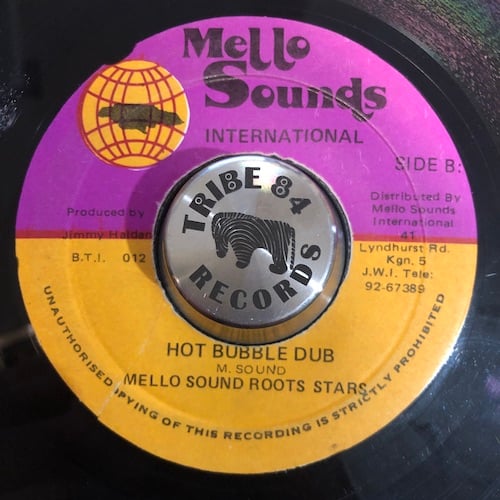 Mello
Sounds
INTERNATIONAL
SIDE B:
Produced by
Jimmy Haldan
B.T.I. 012
Distributed By
Mello Sounds
International
41
Lyndhurst Rd.
Kgn. 5
J.W.I. Tele:
92-67389
TRIBE 84
RECORDS
HOT BUBBLE DUB
M. SOUND
MELLO SOUND ROOTS STARS
UNAUTHORISED PYING OF THIS RECORDING IS STRICTLY PROHIBITED